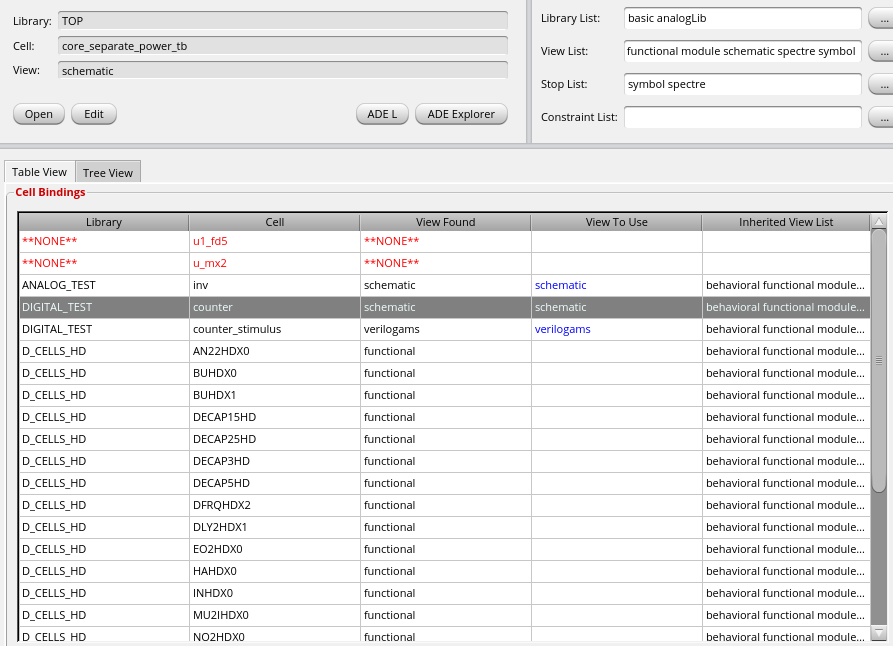 Library: TOP
Cell: core_separate_power_tb
View: schematic
Open Edit ADE L ADE Explorer
Library List: basic analogLib ...
View List: functional module schematic spectre symbol ...
Stop List: symbol spectre ...
Constraint List: ...
Table View Tree View
Cell Bindings
Library Cell View Found View To Use Inherited View List
**NONE** u1_fd5 **NONE**
**NONE** u_mx2 **NONE**
ANALOG_TEST inv schematic schematic behavioral functional module...
DIGITAL_TEST counter schematic schematic behavioral functional module...
DIGITAL_TEST counter_stimulus verilogams verilogams behavioral functional module...
D_CELLS_HD AN22HDX0 functional behavioral functional module...
D_CELLS_HD BUHDX0 functional behavioral functional module...
D_CELLS_HD BUHDX1 functional behavioral functional module...
D_CELLS_HD DECAP15HD functional behavioral functional module...
D_CELLS_HD DECAP25HD functional behavioral functional module...
D_CELLS_HD DECAP3HD functional behavioral functional module...
D_CELLS_HD DECAP5HD functional behavioral functional module...
D_CELLS_HD DFRQHDX2 functional behavioral functional module...
D_CELLS_HD DLY2HDX1 functional behavioral functional module...
D_CELLS_HD EO2HDX0 functional behavioral functional module...
D_CELLS_HD HAHDX0 functional behavioral functional module...
D_CELLS_HD INHDX0 functional behavioral functional module...
D_CELLS_HD MU2IHDX0 functional behavioral functional module...
D_CELLS_HD NO2HDX0 functional behavioral functional module...